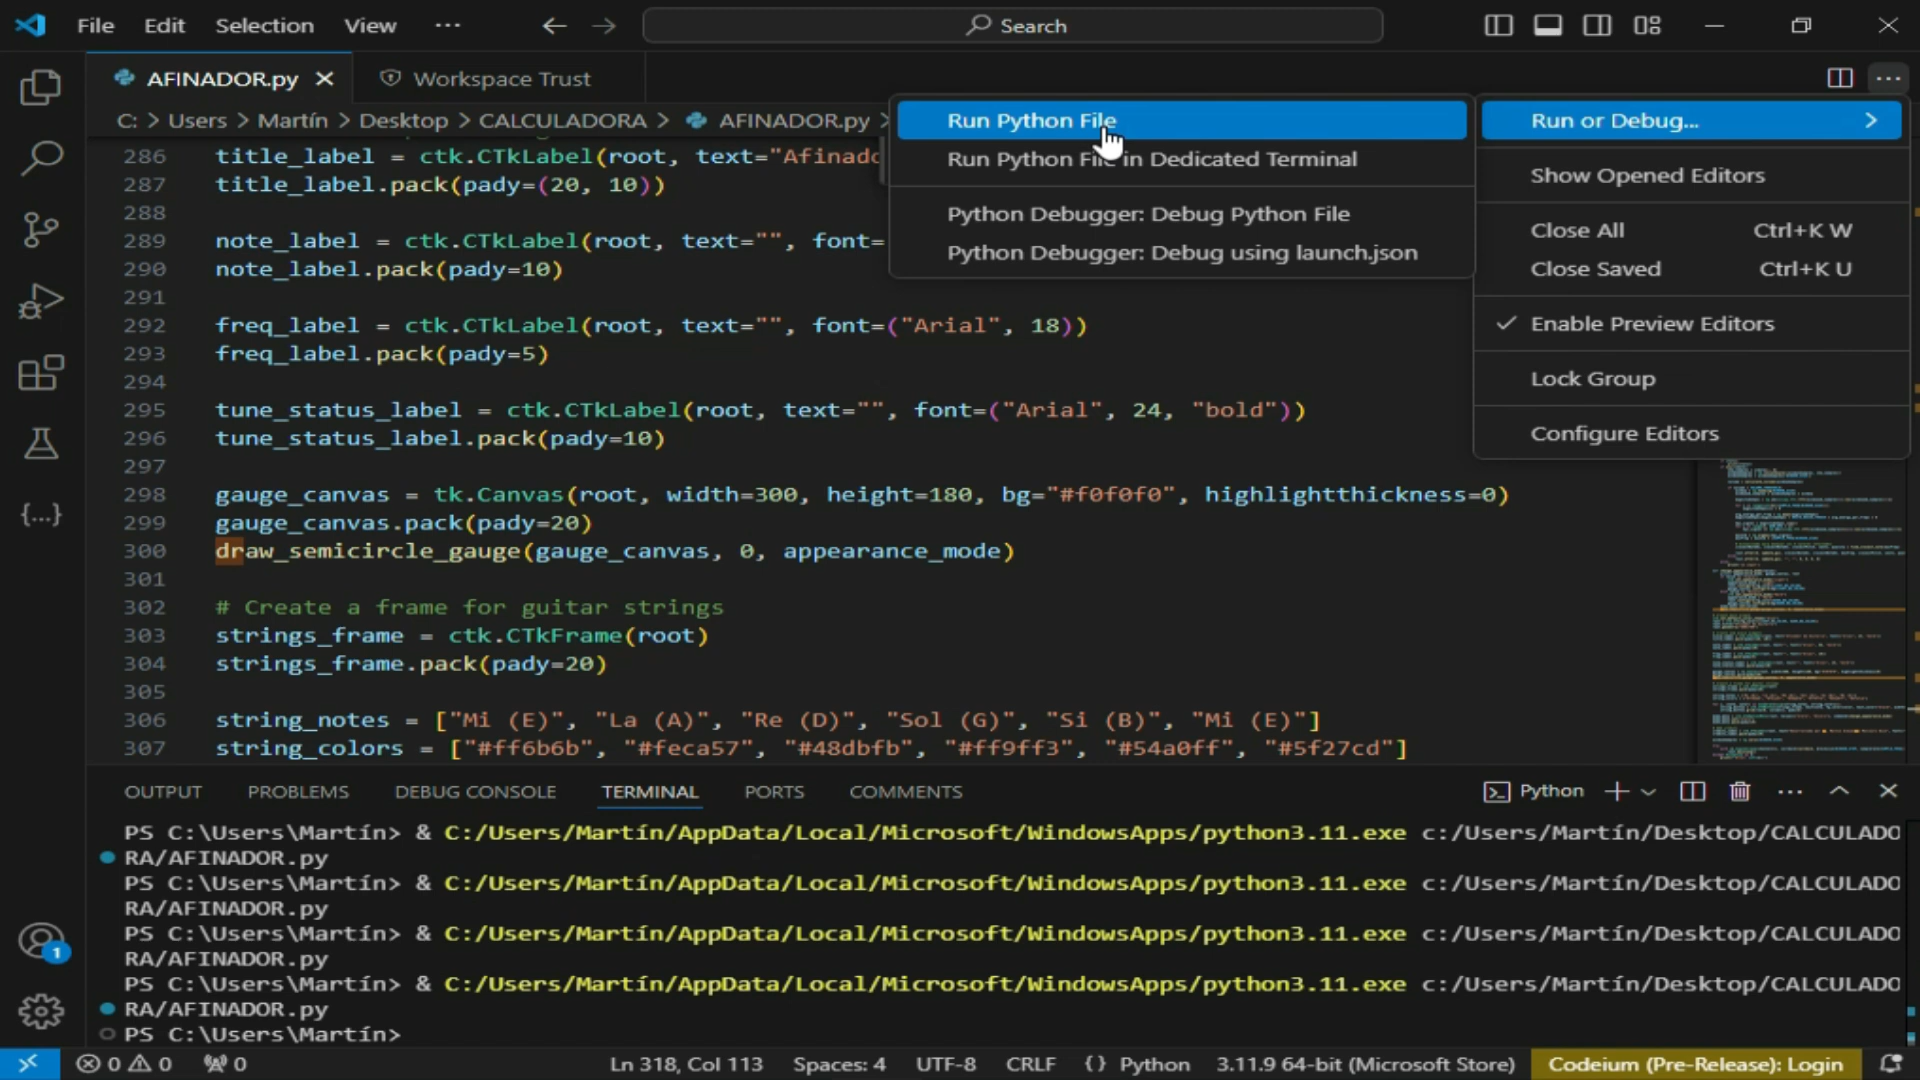 File Edit Selection View ··· Search
AFINADOR.py Workspace Trust
C: > Users > Martín > Desktop > CALCULADORA > AFINADOR.py >
Run Python File
Run Python File in Dedicated Terminal
Python Debugger: Debug Python File
Python Debugger: Debug using launch.json
Run or Debug...
Show Opened Editors
Close All Ctrl+K W
Close Saved Ctrl+K U
Enable Preview Editors
Lock Group
Configure Editors
286 title_label = ctk.CTkLabel(root, text="Afinado
287 title_label.pack(pady=(20, 10))
288
289 note_label = ctk.CTkLabel(root, text="", font=
290 note_label.pack(pady=10)
291
292 freq_label = ctk.CTkLabel(root, text="", font=("Arial", 18))
293 freq_label.pack(pady=5)
294
295 tune_status_label = ctk.CTkLabel(root, text="", font=("Arial", 24, "bold"))
296 tune_status_label.pack(pady=10)
297
298 gauge_canvas = tk.Canvas(root, width=300, height=180, bg="#f0f0f0", highlightthickness=0)
299 gauge_canvas.pack(pady=20)
300 draw_semicircle_gauge(gauge_canvas, 0, appearance_mode)
301
302 # Create a frame for guitar strings
303 strings_frame = ctk.CTkFrame(root)
304 strings_frame.pack(pady=20)
305
306 string_notes = ["Mi (E)", "La (A)", "Re (D)", "Sol (G)", "Si (B)", "Mi (E)"]
307 string_colors = ["#ff6b6b", "#feca57", "#48dbfb", "#ff9ff3", "#54a0ff", "#5f27cd"]
OUTPUT PROBLEMS DEBUG CONSOLE TERMINAL PORTS COMMENTS Python
PS C:\Users\Martín> & C:/Users/Martín/AppData/Local/Microsoft/WindowsApps/python3.11.exe c:/Users/Martín/Desktop/CALCULADO
RA/AFINADOR.py
PS C:\Users\Martín> & C:/Users/Martín/AppData/Local/Microsoft/WindowsApps/python3.11.exe c:/Users/Martín/Desktop/CALCULADO
RA/AFINADOR.py
PS C:\Users\Martín> & C:/Users/Martín/AppData/Local/Microsoft/WindowsApps/python3.11.exe c:/Users/Martín/Desktop/CALCULADO
RA/AFINADOR.py
PS C:\Users\Martín> & C:/Users/Martín/AppData/Local/Microsoft/WindowsApps/python3.11.exe c:/Users/Martín/Desktop/CALCULADO
RA/AFINADOR.py
PS C:\Users\Martín>
1
0 0 0 Ln 318, Col 113 Spaces: 4 UTF-8 CRLF {} Python 3.11.9 64-bit (Microsoft Store) Codeium (Pre-Release): Login